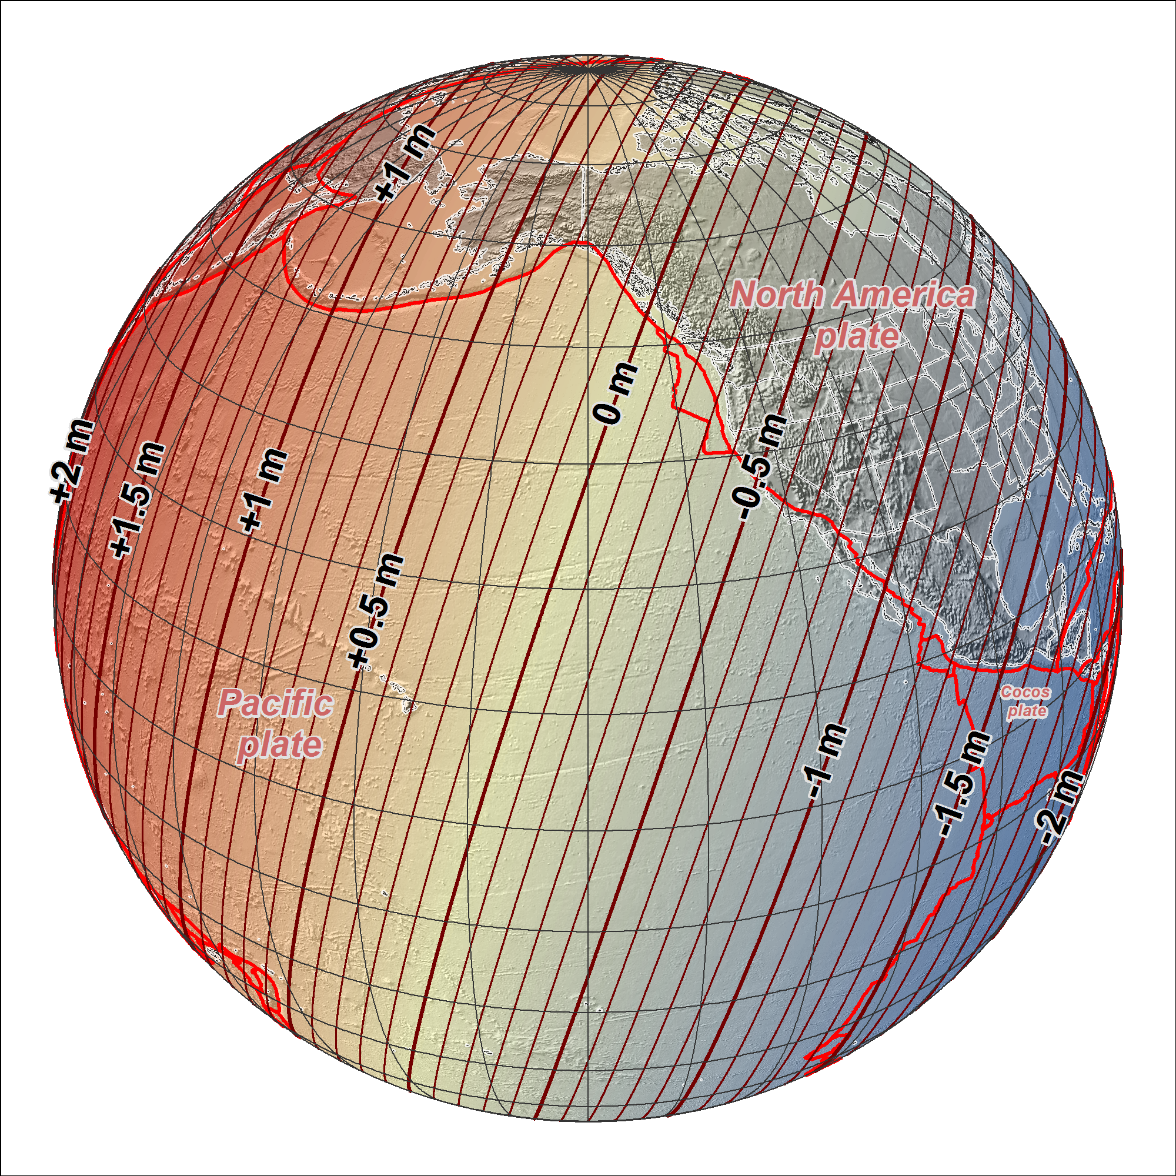 +1 m
North America
plate
0 m
+2 m
+1.5 m
+1 m
-0.5 m
+0.5 m
Pacific
plate
Cocos
plate
-1 m
-1.5 m
-2 m